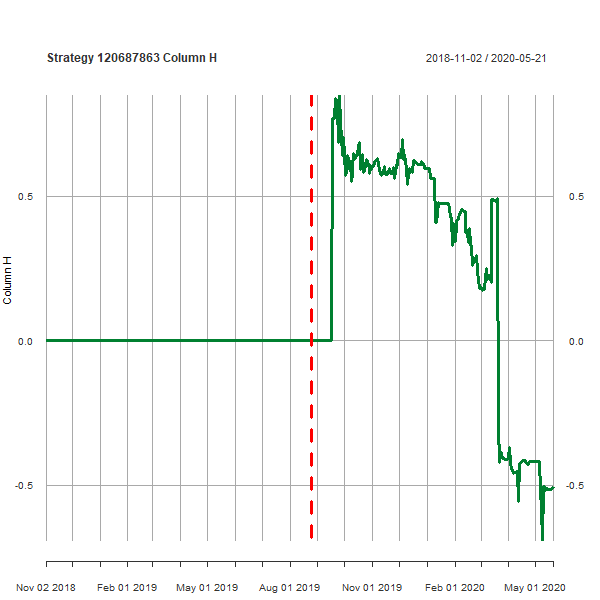 Strategy 120687863 Column H
2018-11-02 / 2020-05-21
Column H
0.5
0.5
0.0
0.0
-0.5
-0.5
Nov 02 2018
Feb 01 2019
May 01 2019
Aug 01 2019
Nov 01 2019
Feb 01 2020
May 01 2020